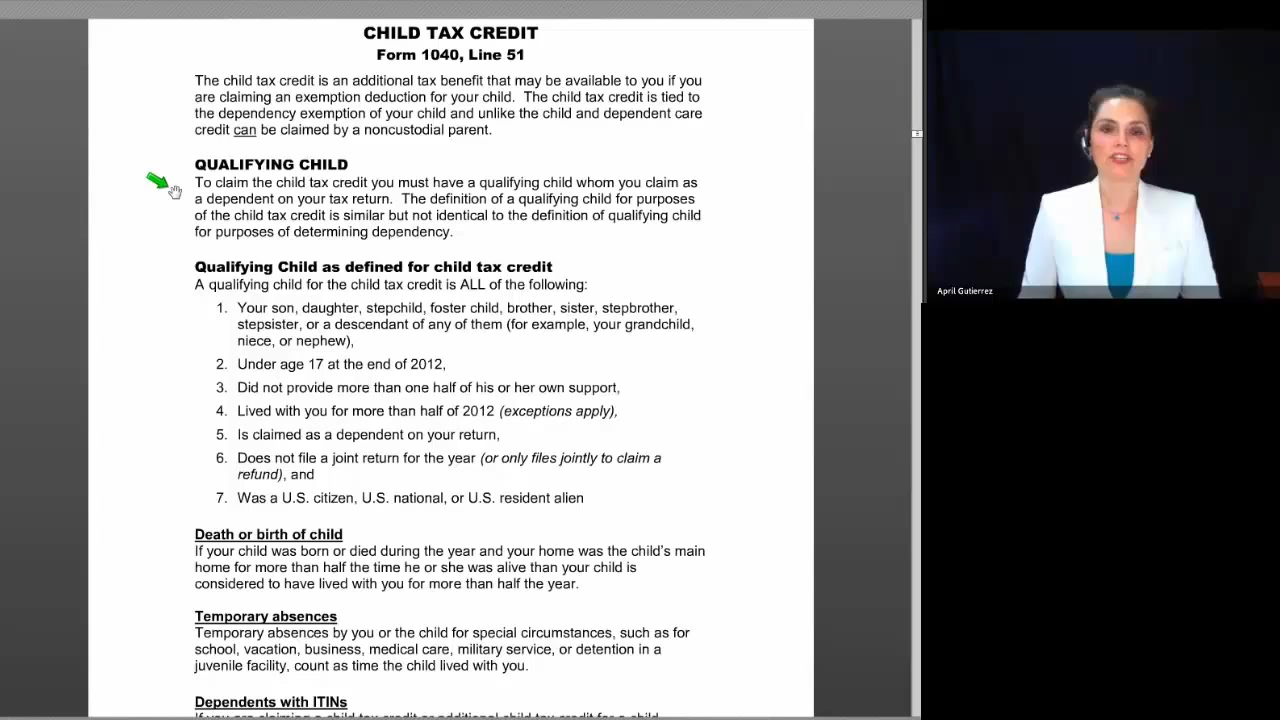 CHILD TAX CREDIT
Form 1040, Line 51
The child tax credit is an additional tax benefit that may be available to you if you
are claiming an exemption deduction for your child. The child tax credit is tied to
the dependency exemption of your child and unlike the child and dependent care
credit can be claimed by a noncustodial parent.
QUALIFYING CHILD
To claim the child tax credit you must have a qualifying child whom you claim as
a dependent on your tax return. The definition of a qualifying child for purposes
of the child tax credit is similar but not identical to the definition of qualifying child
for purposes of determining dependency.
Qualifying Child as defined for child tax credit
A qualifying child for the child tax credit is ALL of the following:
1. Your son, daughter, stepchild, foster child, brother, sister, stepbrother,
stepsister, or a descendant of any of them (for example, your grandchild,
niece, or nephew),
2. Under age 17 at the end of 2012,
3. Did not provide more than one half of his or her own support,
4. Lived with you for more than half of 2012 (exceptions apply),
5. Is claimed as a dependent on your return,
6. Does not file a joint return for the year (or only files jointly to claim a
refund), and
7. Was a U.S. citizen, U.S. national, or U.S. resident alien
Death or birth of child
If your child was born or died during the year and your home was the child's main
home for more than half the time he or she was alive than your child is
considered to have lived with you for more than half the year.
Temporary absences
Temporary absences by you or the child for special circumstances, such as for
school, vacation, business, medical care, military service, or detention in a
juvenile facility, count as time the child lived with you.
Dependents with ITINs
If you are claiming a child tax credit or additional child tax credit for a child
April Gutierrez